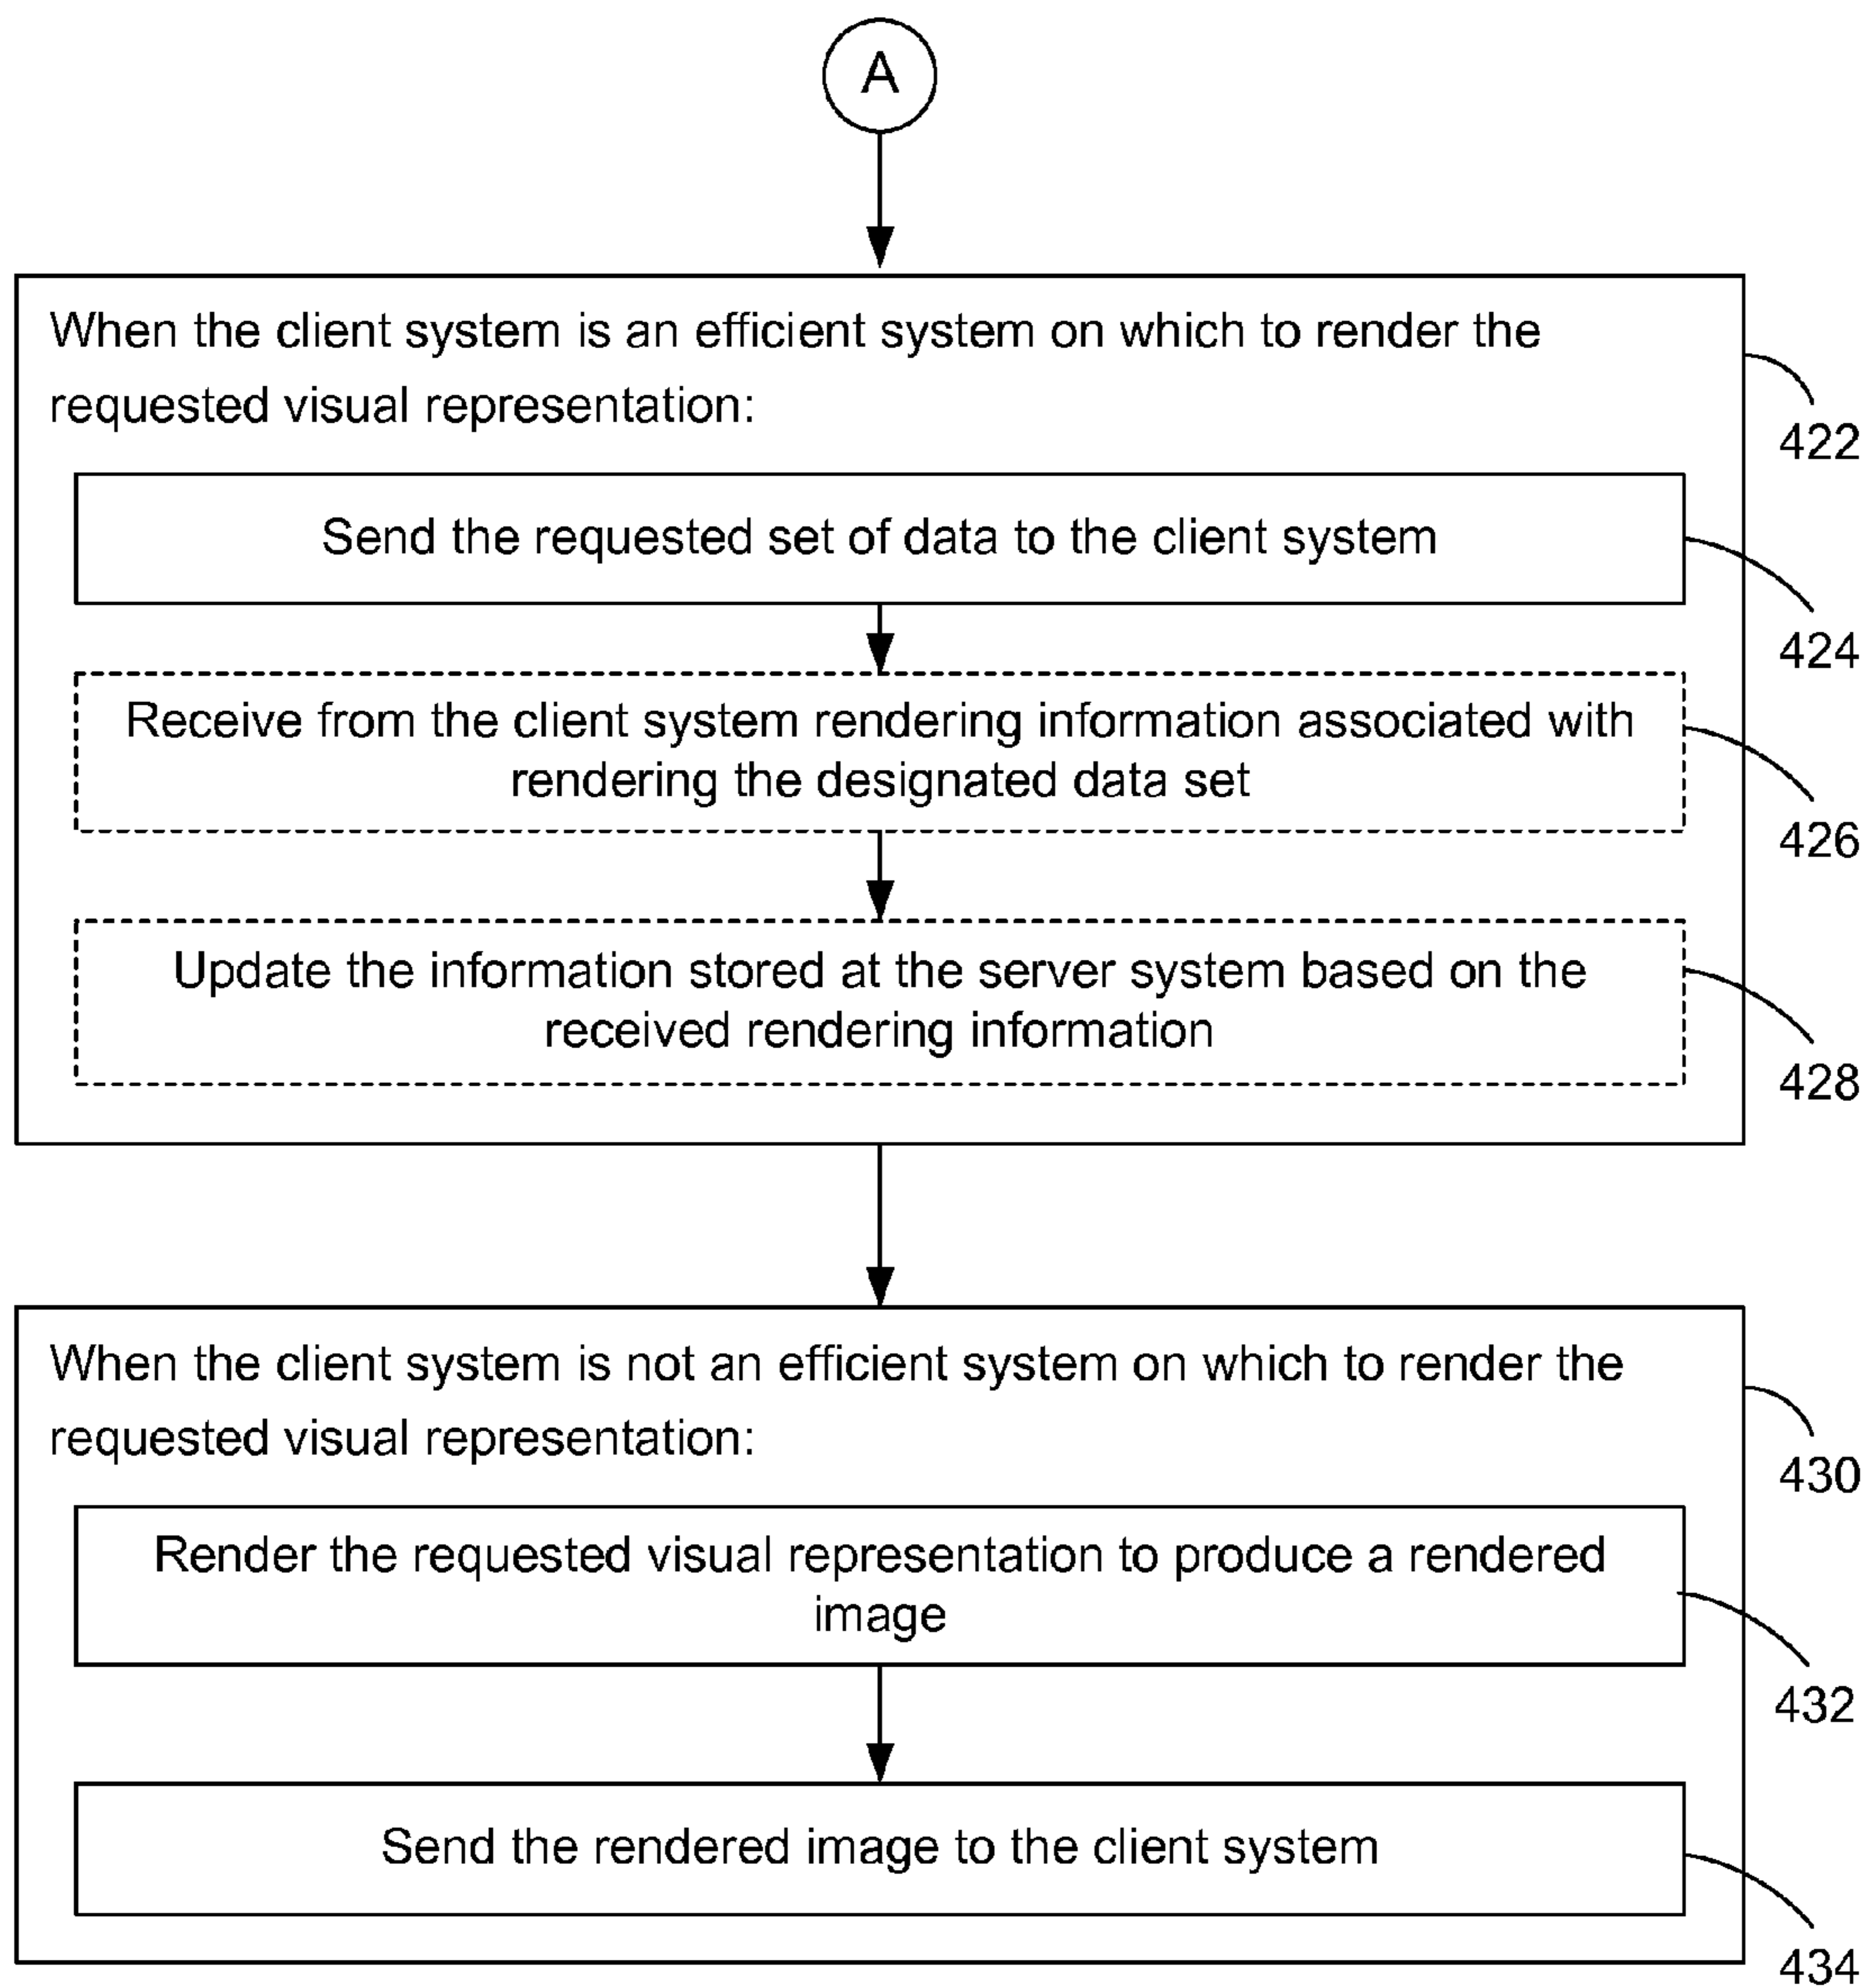 A
When the client system is an efficient system on which to render the
requested visual representation:
422
Send the requested set of data to the client system
424
Receive from the client system rendering information associated with
rendering the designated data set
426
Update the information stored at the server system based on the
received rendering information
428
When the client system is not an efficient system on which to render the
requested visual representation:
430
Render the requested visual representation to produce a rendered
image
432
Send the rendered image to the client system
434